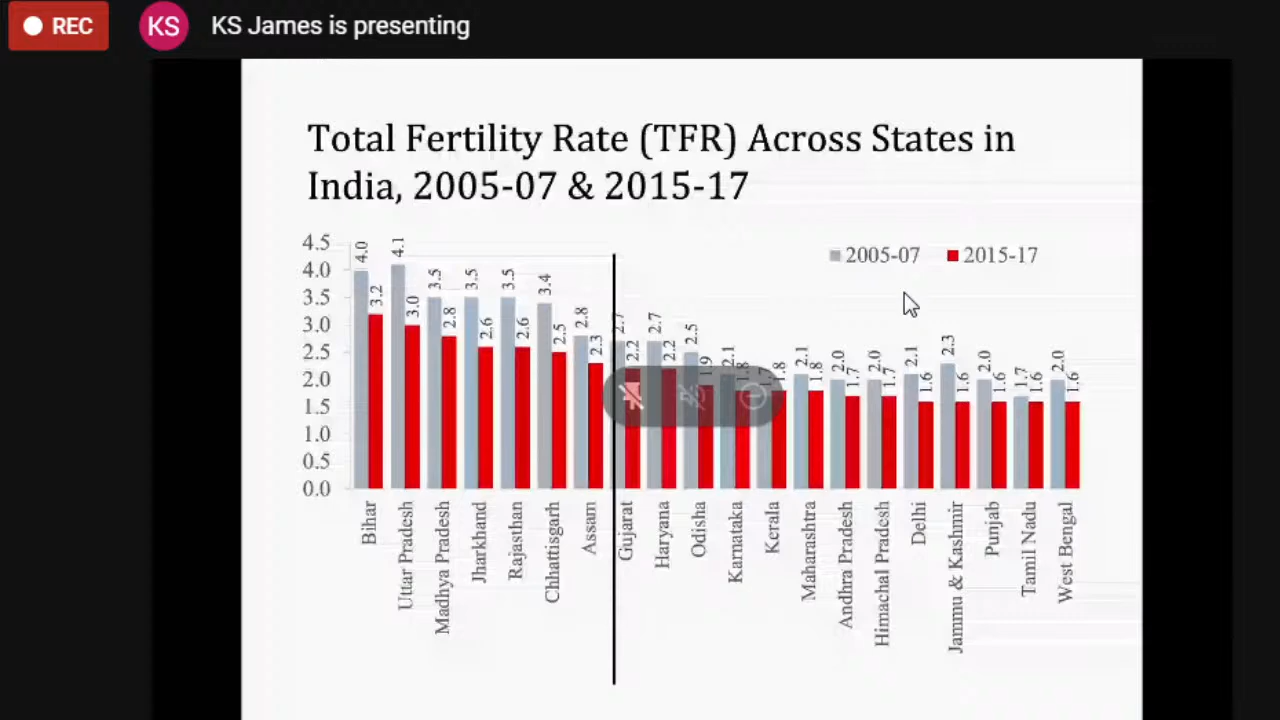 REC
KS
KS James is presenting
Total Fertility Rate (TFR) Across States in
India, 2005-07 & 2015-17
2005-07 2015-17
4.5
4.0
3.5
3.0
2.5
2.0
1.5
1.0
0.5
0.0
4.0 3.2 4.1 3.0 3.5 2.8 3.5 2.6 3.5 2.6 3.4 2.5 2.8 2.3 2.7 2.2 2.7 2.2 2.5 1.9 2.1 1.8 1.7 1.8 2.1 1.8 2.0 1.7 2.0 1.7 2.1 1.6 2.3 1.6 2.0 1.6 1.7 1.6 2.0 1.6
Bihar
Uttar Pradesh
Madhya Pradesh
Jharkhand
Rajasthan
Chhattisgarh
Assam
Gujarat
Haryana
Odisha
Karnataka
Kerala
Maharashtra
Andhra Pradesh
Himachal Pradesh
Delhi
Jammu & Kashmir
Punjab
Tamil Nadu
West Bengal